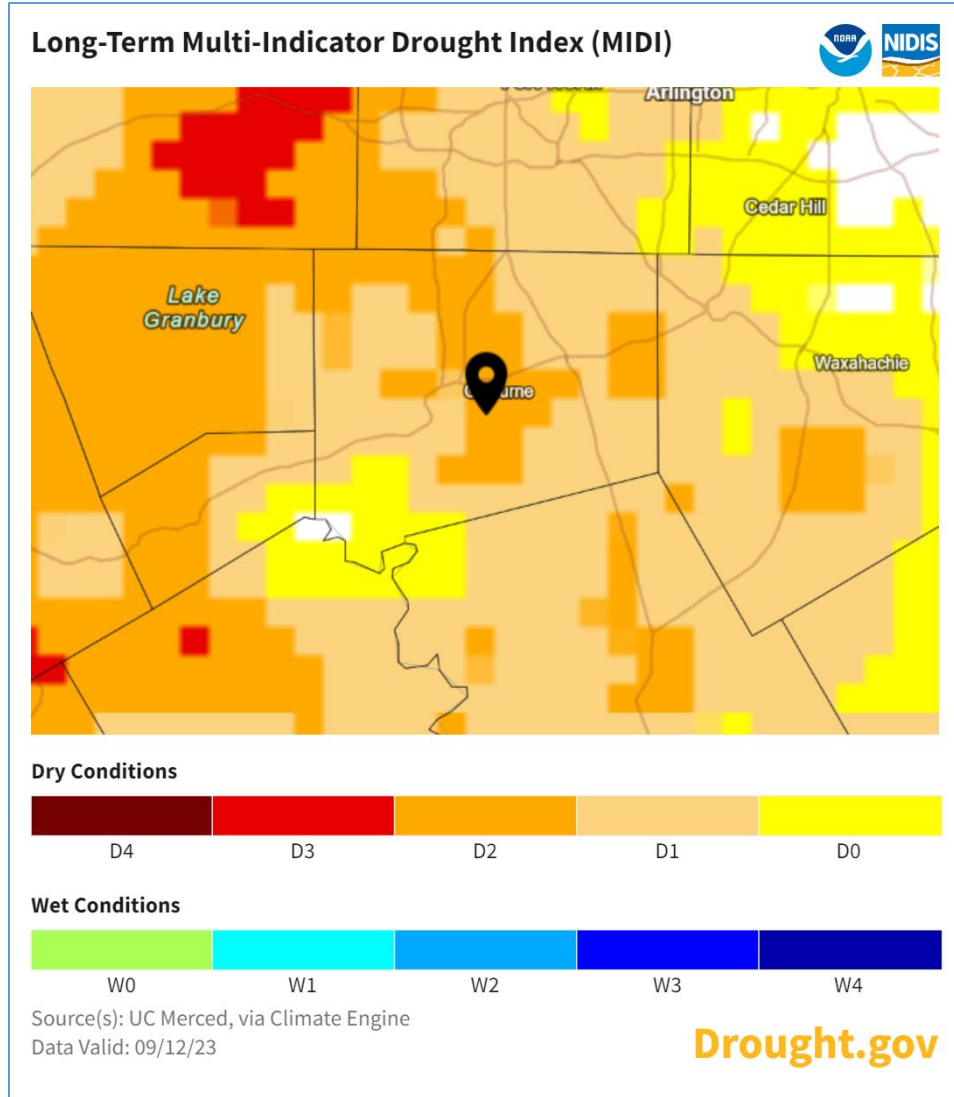 Long-Term Multi-Indicator Drought Index (MIDI)
NOAA
NIDIS
Arlington
Cedar Hill
Lake
Granbury
Waxahachie
Dry Conditions
D4 D3 D2 D1 D0
Wet Conditions
W0 W1 W2 W3 W4
Source(s): UC Merced, via Climate Engine
Data Valid: 09/12/23
Drought.gov